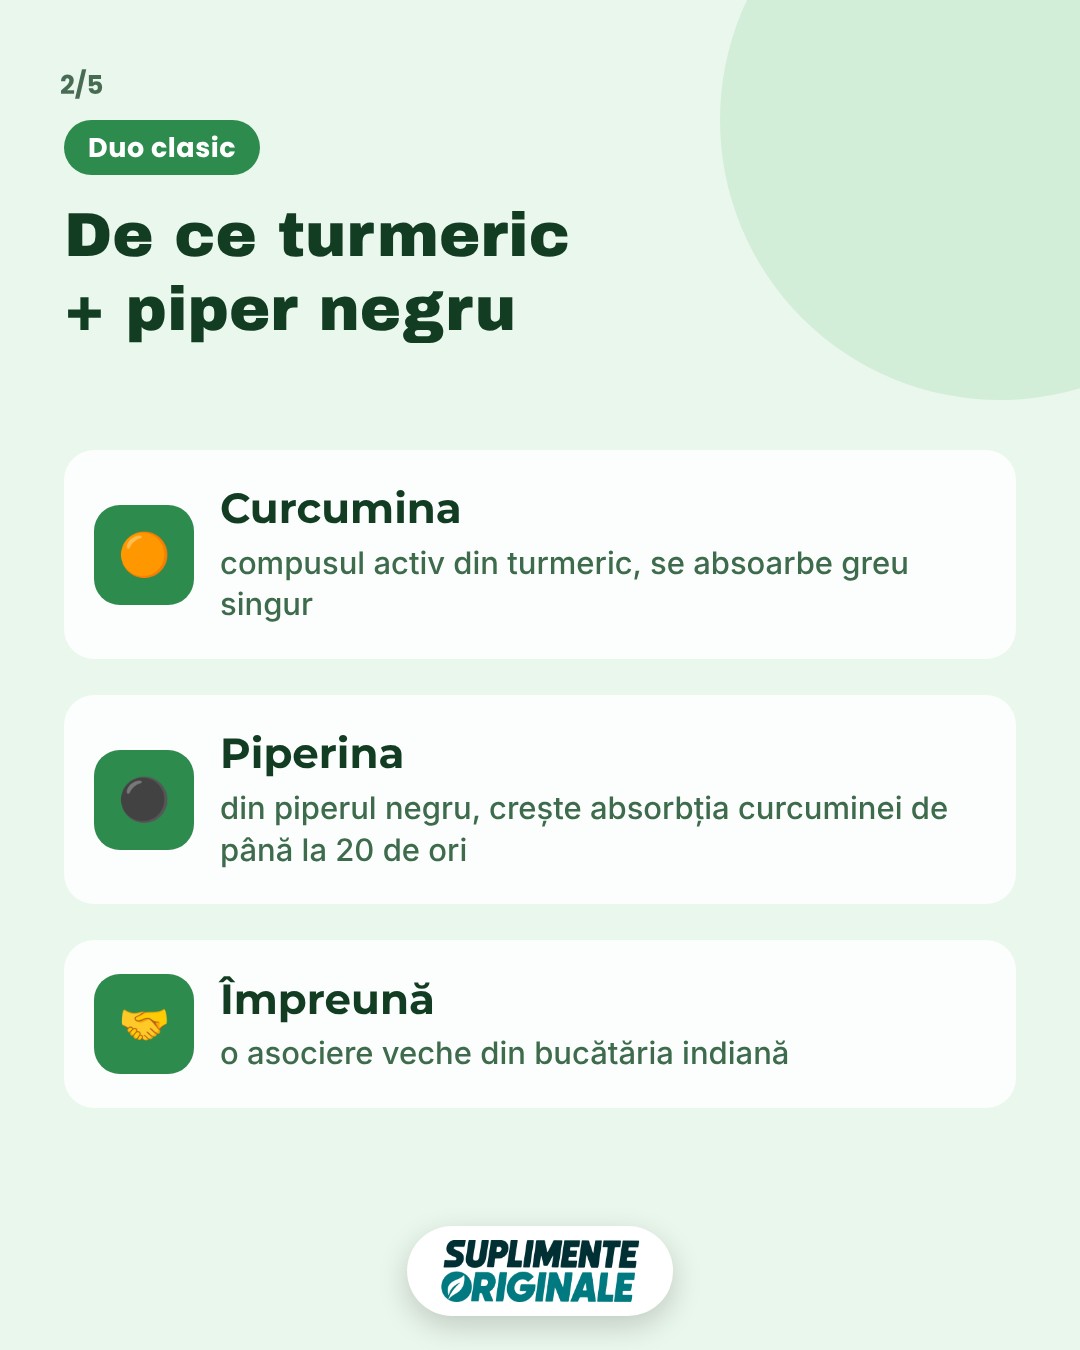 2/5
Duo clasic
De ce turmeric
+ piper negru
Curcumina
compusul activ din turmeric, se absoarbe greu
singur
Piperina
din piperul negru, crește absorbția curcuminei de
până la 20 de ori
Împreună
o asociere veche din bucătăria indiană
SUPLIMENTE
ORIGINALE